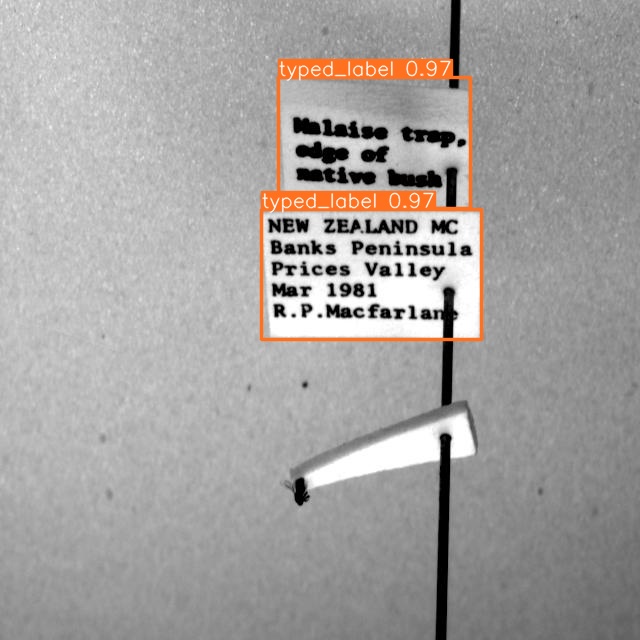 typed_label 0.97
Malaise trap,
edge of
native bush
typed_label 0.97
NEW ZEALAND MC
Banks Peninsula
Prices Valley
Mar 1981
R.P.Macfarlane